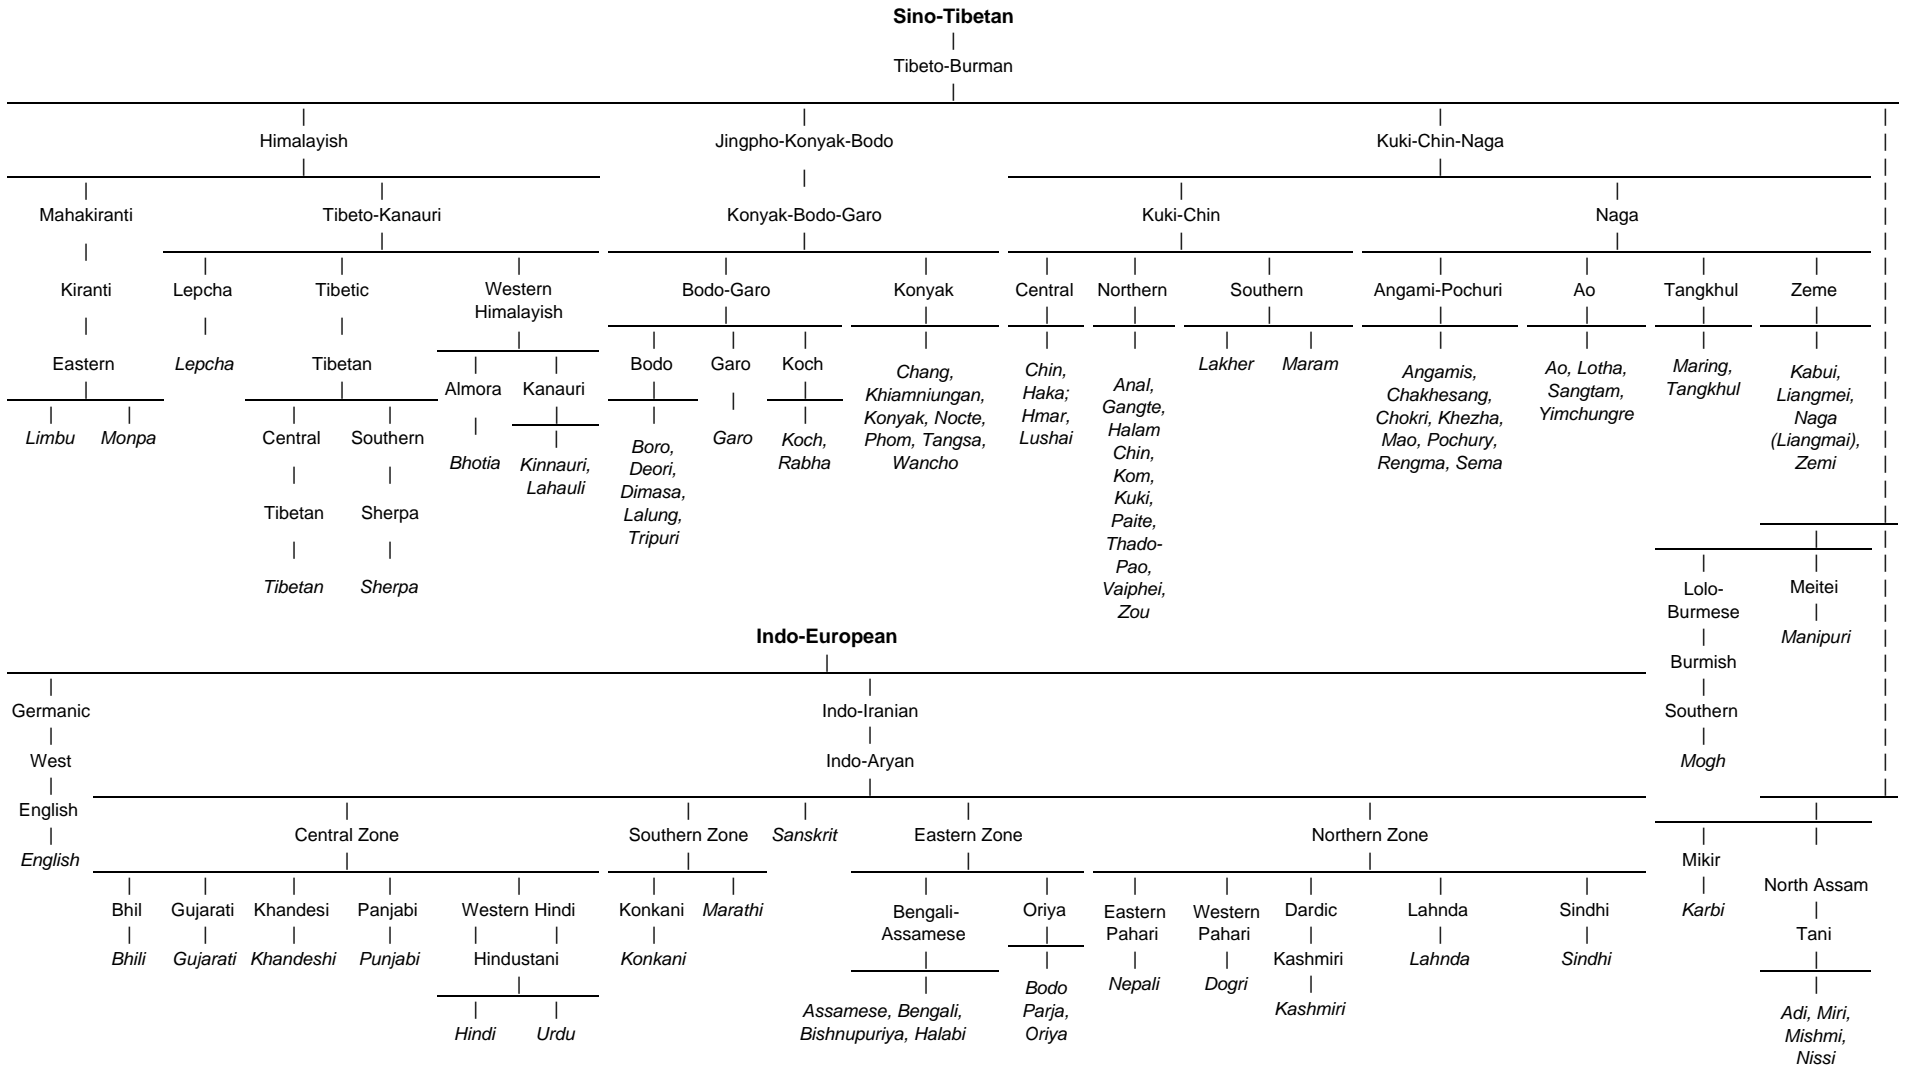 Sino-Tibetan
Tibeto-Burman
Himalayish Jingpho-Konyak-Bodo Kuki-Chin-Naga
Mahakiranti Tibeto-Kanauri Konyak-Bodo-Garo Kuki-Chin Naga
Kiranti Lepcha Tibetic Western Himalayish Bodo-Garo Konyak Central Northern Southern Angami-Pochuri Ao Tangkhul Zeme
Eastern Lepcha Tibetan Bodo Garo Koch Lakher Maram
Almora Kanauri
Chang,
Khiamniungan,
Konyak, Nocte,
Phom, Tangsa,
Wancho
Chin,
Haka;
Hmar,
Lushai
Anal,
Gangte,
Halam
Chin,
Kom,
Kuki,
Paite,
Thado-
Pao,
Vaiphei,
Zou
Angamis,
Chakhesang,
Chokri, Khezha,
Mao, Pochury,
Rengma, Sema
Ao, Lotha,
Sangtam,
Yimchungre
Maring,
Tangkhul
Kabui,
Liangmei,
Naga
(Liangmai),
Zemi
Limbu Monpa Central Southern
Bhotia
Kinnauri,
Lahauli
Boro,
Deori,
Dimasa,
Lalung,
Tripuri
Garo
Koch,
Rabha
Tibetan Sherpa
Tibetan Sherpa
Lolo-
Burmese
Meitei
Manipuri
Burmish
Southern
Mogh
Indo-European
Germanic Indo-Iranian
West Indo-Aryan
English
English
Central Zone Southern Zone Sanskrit Eastern Zone Northern Zone
Mikir
Karbi
North Assam
Tani
Adi, Miri,
Mishmi,
Nissi
Bhil Gujarati Khandesi Panjabi Western Hindi Konkani Marathi
Bengali-
Assamese
Oriya
Eastern
Pahari
Western
Pahari
Dardic Lahnda Sindhi
Bhili Gujarati Khandeshi Punjabi Hindustani Konkani Kashmiri Lahnda Sindhi
Nepali Dogri
Kashmiri
Hindi Urdu
Assamese, Bengali,
Bishnupuriya, Halabi
Bodo
Parja,
Oriya